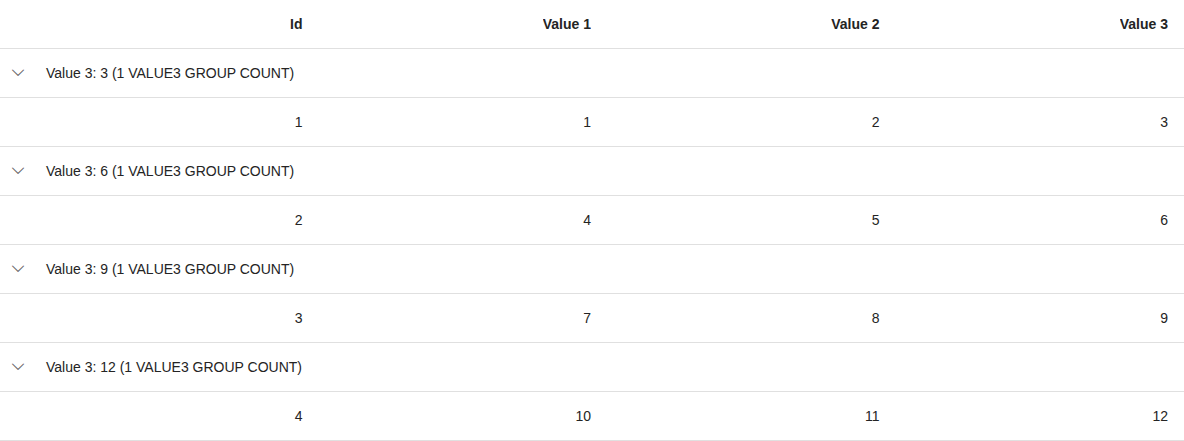 Id Value 1 Value 2 Value 3
Value 3: 3 (1 VALUE3 GROUP COUNT)
1 1 2 3
Value 3: 6 (1 VALUE3 GROUP COUNT)
2 4 5 6
Value 3: 9 (1 VALUE3 GROUP COUNT)
3 7 8 9
Value 3: 12 (1 VALUE3 GROUP COUNT)
4 10 11 12